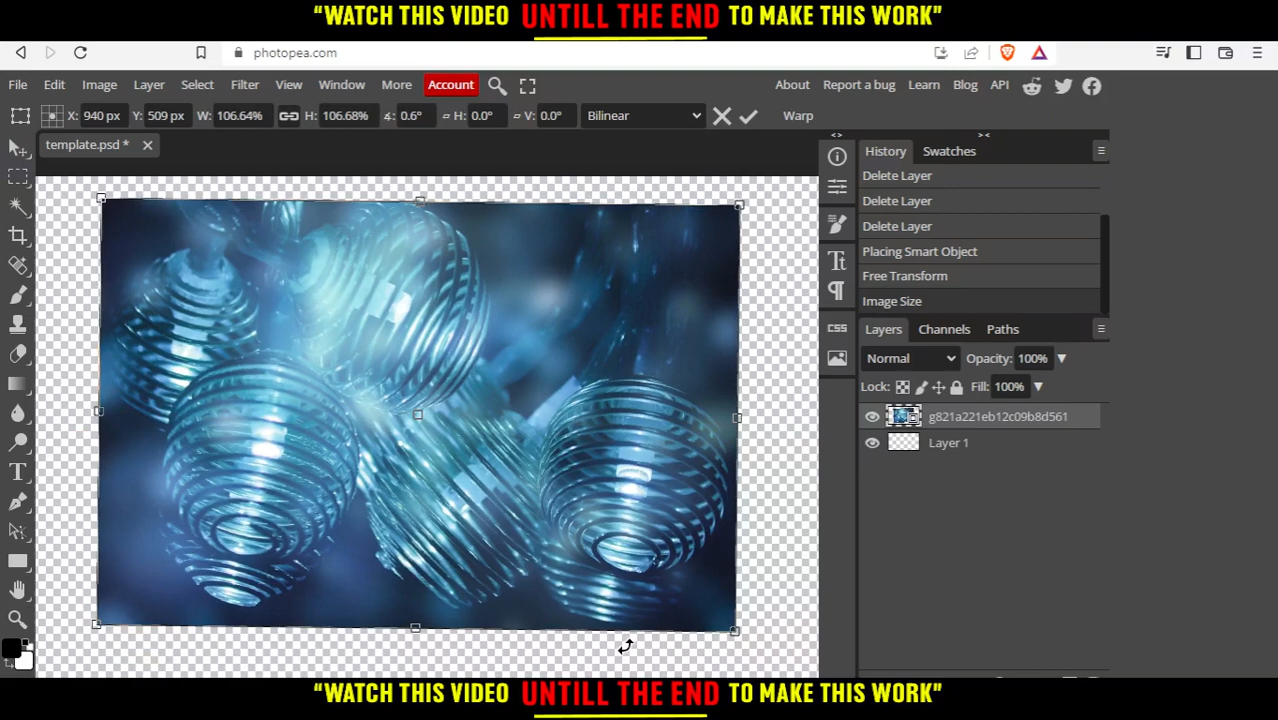 “WATCH THIS VIDEO UNTILL THE END TO MAKE THIS WORK”
photopea.com
File Edit Image Layer Select Filter View Window More Account About Report a bug Learn Blog API
X: 940 px Y: 509 px W: 106.64% H: 106.68% ∡: 0.6° H: 0.0° V: 0.0° Bilinear Warp
template.psd *
History Swatches
Delete Layer
Delete Layer
Delete Layer
Placing Smart Object
Free Transform
Image Size
Layers Channels Paths
Normal Opacity: 100%
Lock: Fill: 100%
g821a221eb12c09b8d561
Layer 1
CSS
“WATCH THIS VIDEO UNTILL THE END TO MAKE THIS WORK”